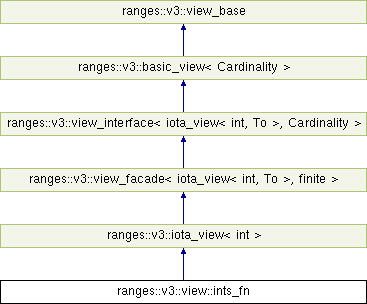 ranges::v3::view_base
ranges::v3::basic_view< Cardinality >
ranges::v3::view_interface< iota_view< int, To >, Cardinality >
ranges::v3::view_facade< iota_view< int, To >, finite >
ranges::v3::iota_view< int >
ranges::v3::view::ints_fn